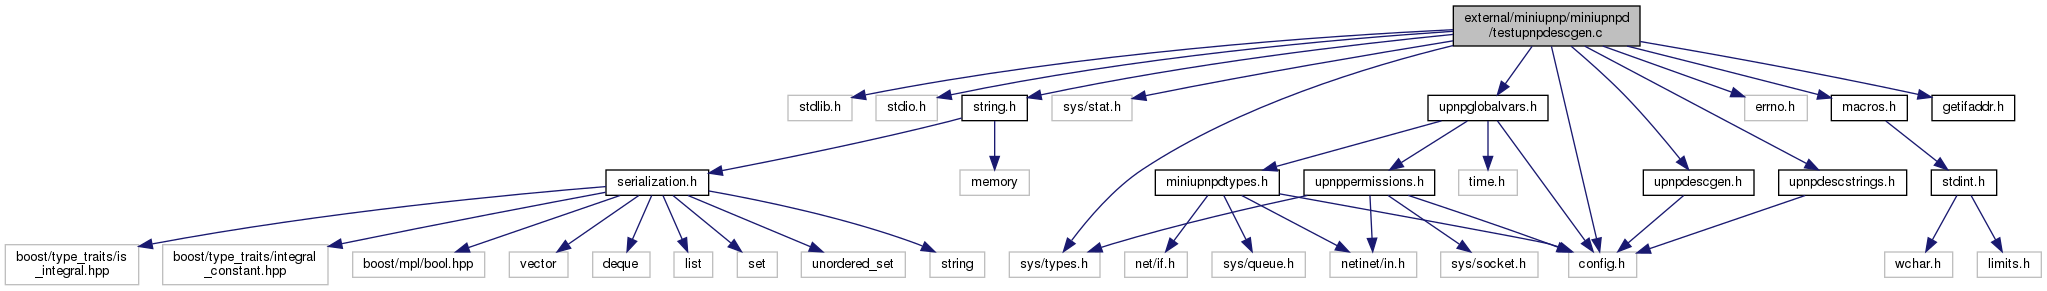 external/miniupnp/miniupnpd
/testupnpdescgen.c
stdlib.h
stdio.h
string.h
sys/stat.h
upnpglobalvars.h
errno.h
macros.h
getifaddr.h
serialization.h
memory
miniupnpdtypes.h
upnppermissions.h
time.h
upnpdescgen.h
upnpdescstrings.h
stdint.h
boost/type_traits/is
_integral.hpp
boost/type_traits/integral
_constant.hpp
boost/mpl/bool.hpp
vector
deque
list
set
unordered_set
string
sys/types.h
net/if.h
sys/queue.h
netinet/in.h
sys/socket.h
config.h
wchar.h
limits.h